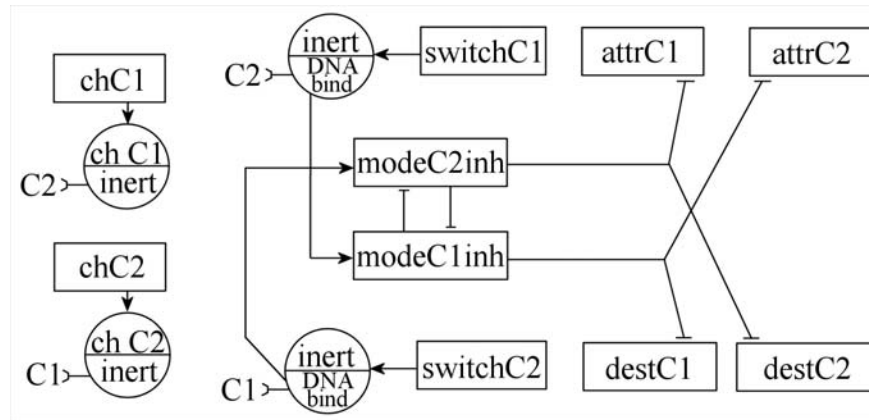 chC1
ch C1
inert
C2
chC2
ch C2
inert
C1
inert
DNA
bind
C2
switchC1
attrC1
attrC2
modeC2inh
modeC1inh
inert
DNA
bind
C1
switchC2
destC1
destC2